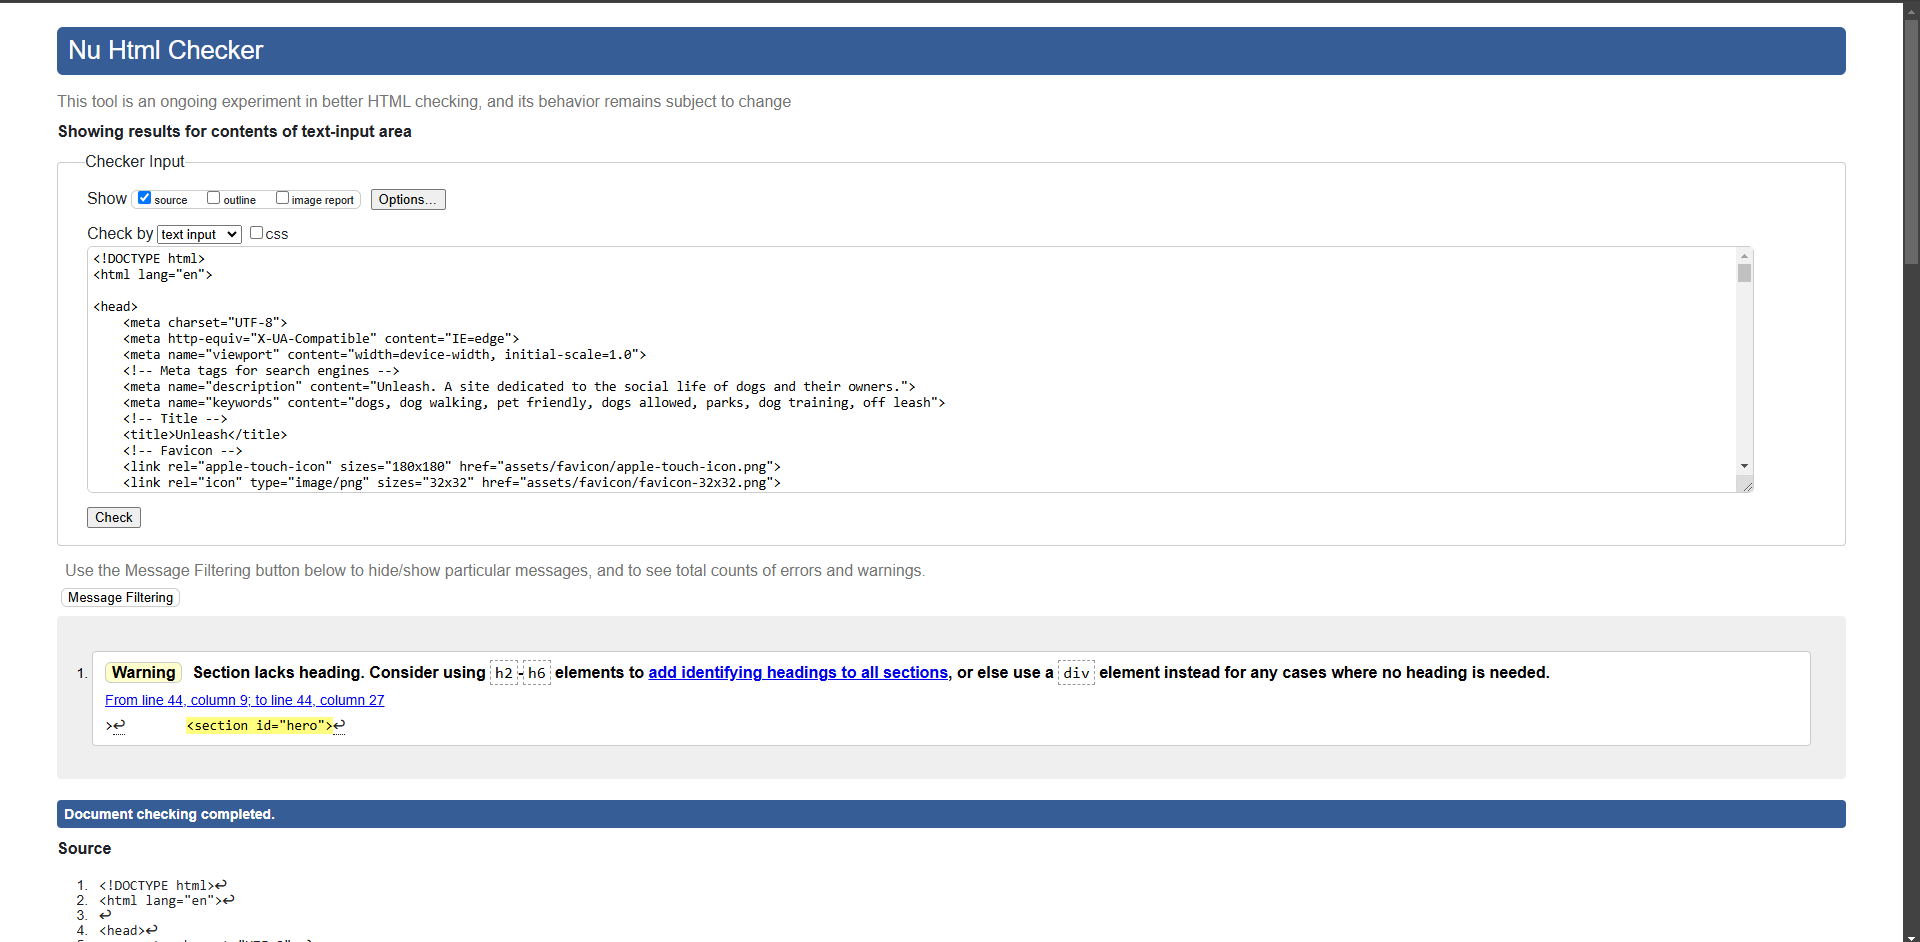 Nu Html Checker
This tool is an ongoing experiment in better HTML checking, and its behavior remains subject to change
Showing results for contents of text-input area
Checker Input
Show source outline image report Options...
Check by text input css
<!DOCTYPE html>
<html lang="en">
<head>
<meta charset="UTF-8">
<meta http-equiv="X-UA-Compatible" content="IE=edge">
<meta name="viewport" content="width=device-width, initial-scale=1.0">
<!-- Meta tags for search engines -->
<meta name="description" content="Unleash. A site dedicated to the social life of dogs and their owners.">
<meta name="keywords" content="dogs, dog walking, pet friendly, dogs allowed, parks, dog training, off leash">
<!-- Title -->
<title>Unleash</title>
<!-- Favicon -->
<link rel="apple-touch-icon" sizes="180x180" href="assets/favicon/apple-touch-icon.png">
<link rel="icon" type="image/png" sizes="32x32" href="assets/favicon/favicon-32x32.png">
Check
Use the Message Filtering button below to hide/show particular messages, and to see total counts of errors and warnings.
Message Filtering
1. Warning Section lacks heading. Consider using h2-h6 elements to add identifying headings to all sections, or else use a div element instead for any cases where no heading is needed.
From line 44, column 9; to line 44, column 27
>↩ <section id="hero">↩
Document checking completed.
Source
1. <!DOCTYPE html>↩
2. <html lang="en">↩
3. ↩
4. <head>↩